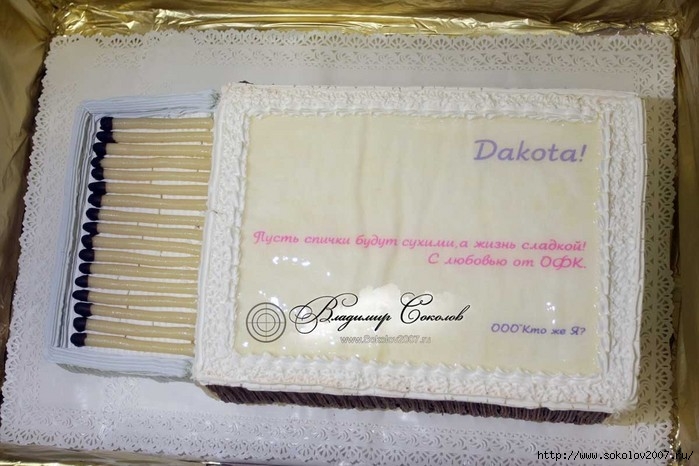 Dakota!
Пусть спички будут сухими,а жизнь сладкой!
С любовью от ОФК.
Владимир Соколов
www.Sokolov2007.ru
ООО"Кто же Я?
http://www.sokolov2007.ru/